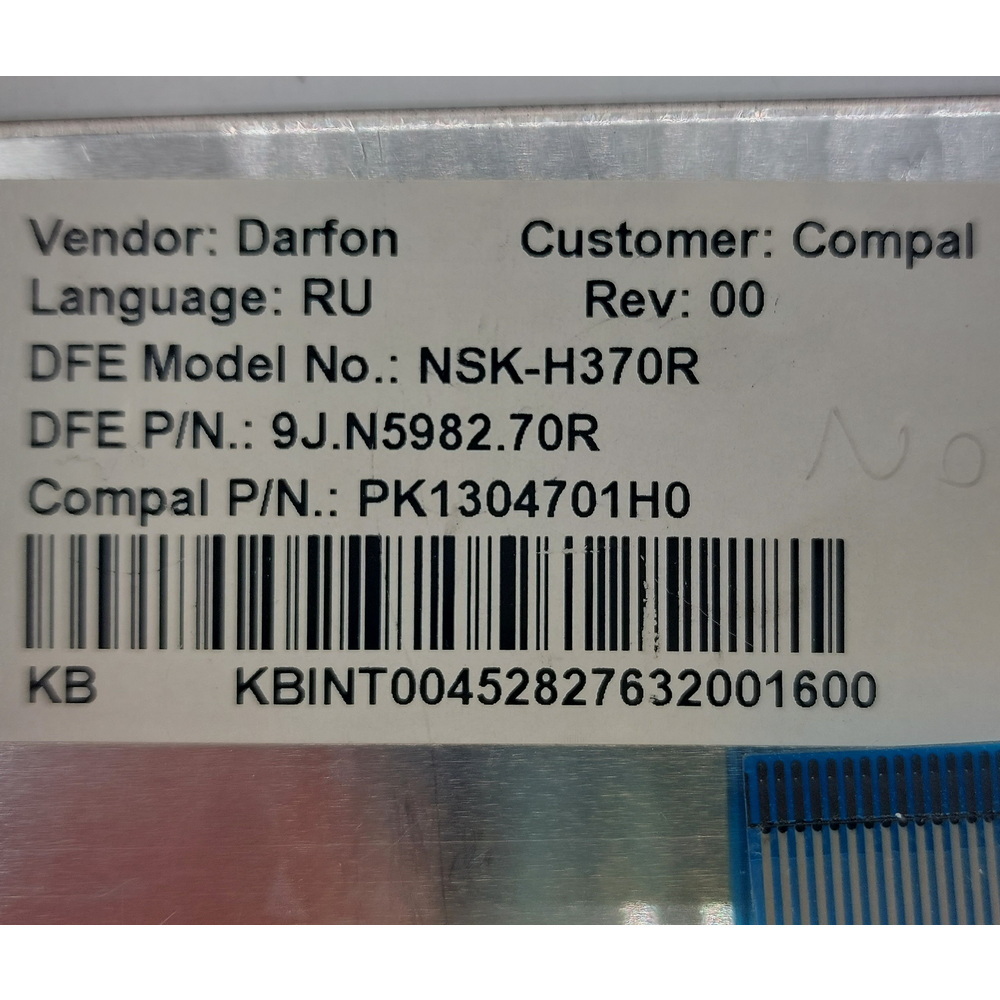 Vendor: Darfon Customer: Compal
Language: RU Rev: 00
DFE Model No.: NSK-H370R
DFE P/N.: 9J.N5982.70R
NO
Compal P/N.: PK1304701H0
KB KBINT00452827632001600